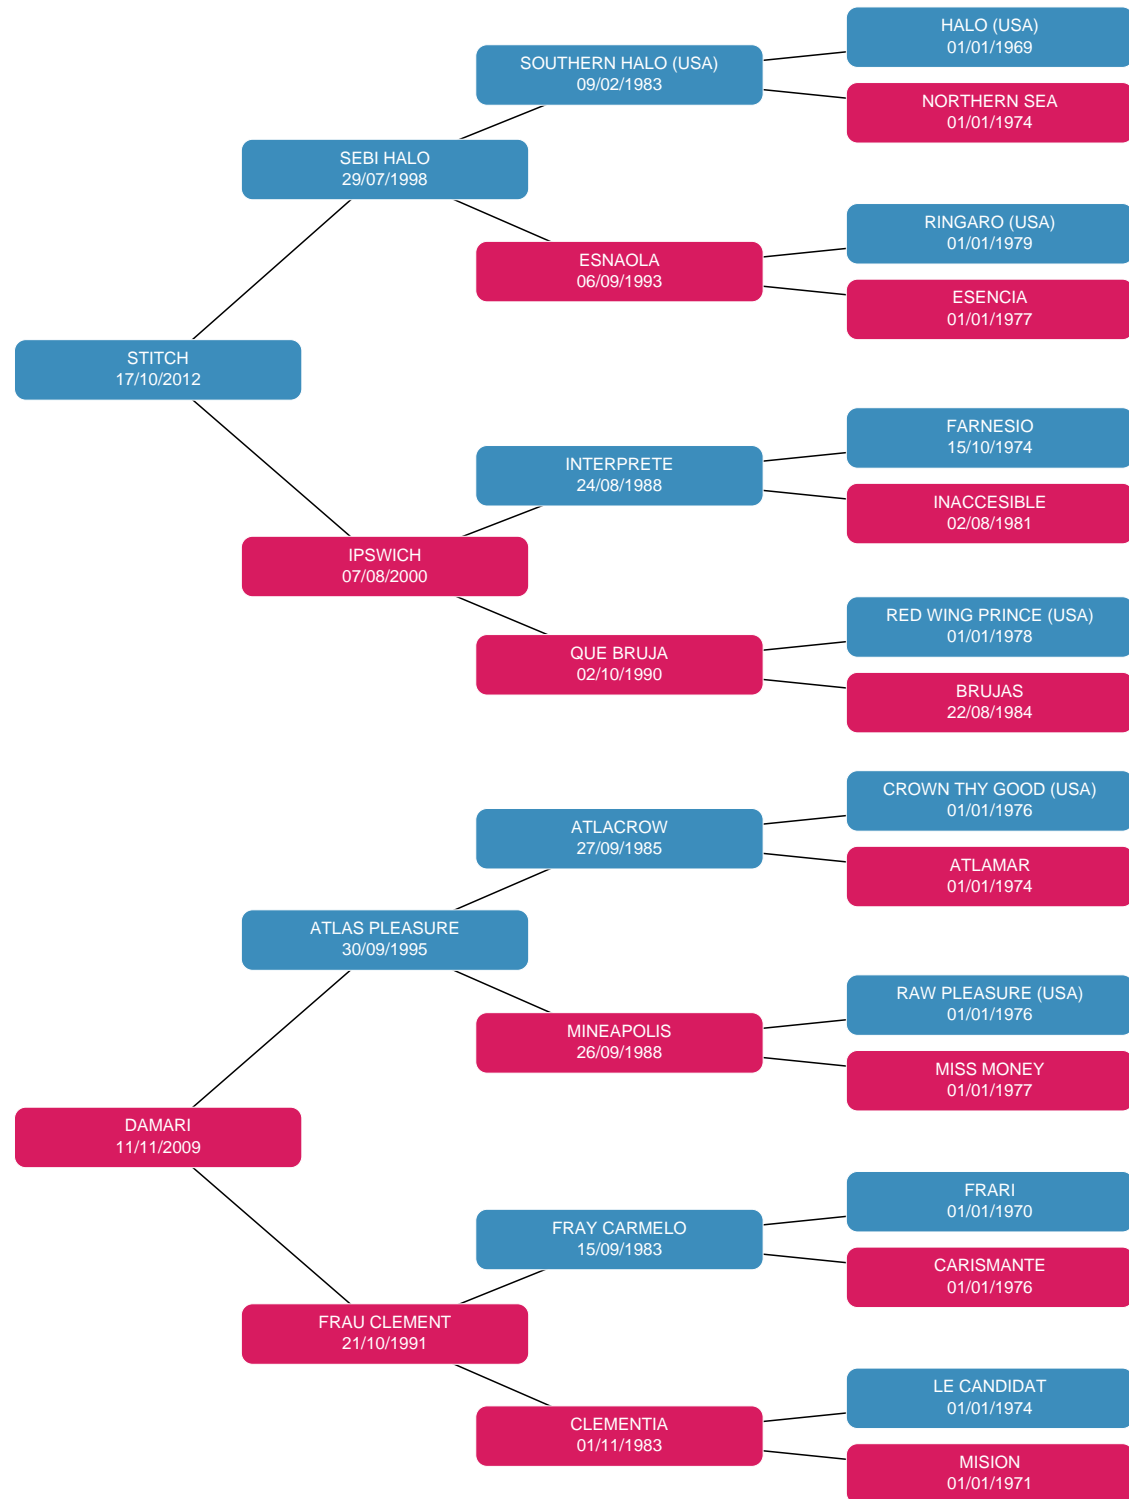 HALO (USA)
01/01/1969
SOUTHERN HALO (USA)
09/02/1983
NORTHERN SEA
01/01/1974
SEBI HALO
29/07/1998
RINGARO (USA)
01/01/1979
ESNAOLA
06/09/1993
ESENCIA
01/01/1977
STITCH
17/10/2012
FARNESIO
15/10/1974
INTERPRETE
24/08/1988
INACCESIBLE
02/08/1981
IPSWICH
07/08/2000
RED WING PRINCE (USA)
01/01/1978
QUE BRUJA
02/10/1990
BRUJAS
22/08/1984
CROWN THY GOOD (USA)
01/01/1976
ATLACROW
27/09/1985
ATLAMAR
01/01/1974
ATLAS PLEASURE
30/09/1995
RAW PLEASURE (USA)
01/01/1976
MINEAPOLIS
26/09/1988
MISS MONEY
01/01/1977
DAMARI
11/11/2009
FRARI
01/01/1970
FRAY CARMELO
15/09/1983
CARISMANTE
01/01/1976
FRAU CLEMENT
21/10/1991
LE CANDIDAT
01/01/1974
CLEMENTIA
01/11/1983
MISION
01/01/1971